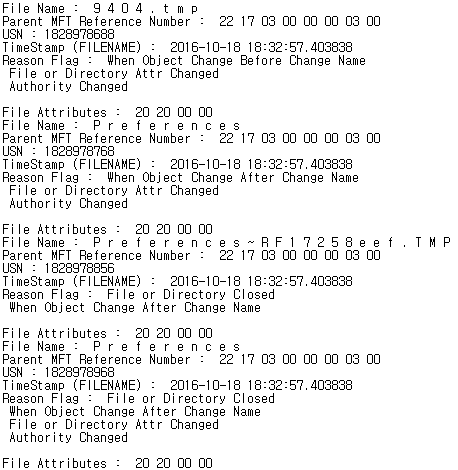 File Name :  9 4 0 4 . t m p
Parent MFT Reference Number :  22 17 03 00 00 00 03 00
USN : 1828978688
TimeStamp (FILENAME) :  2016-10-18 18:32:57.403838
Reason Flag :  When Object Change Before Change Name
File or Directory Attr Changed
Authority Changed
File Attributes :  20 20 00 00
File Name :  P r e f e r e n c e s
Parent MFT Reference Number :  22 17 03 00 00 00 03 00
USN : 1828978768
TimeStamp (FILENAME) :  2016-10-18 18:32:57.403838
Reason Flag :  When Object Change After Change Name
File or Directory Attr Changed
Authority Changed
File Attributes :  20 20 00 00
File Name :  P r e f e r e n c e s ~ R F 1 7 2 5 8 e e f . T M P
Parent MFT Reference Number :  22 17 03 00 00 00 03 00
USN : 1828978856
TimeStamp (FILENAME) :  2016-10-18 18:32:57.403838
Reason Flag :  File or Directory Closed
When Object Change After Change Name
File Attributes :  20 20 00 00
File Name :  P r e f e r e n c e s
Parent MFT Reference Number :  22 17 03 00 00 00 03 00
USN : 1828978968
TimeStamp (FILENAME) :  2016-10-18 18:32:57.403838
Reason Flag :  File or Directory Closed
When Object Change After Change Name
File or Directory Attr Changed
Authority Changed
File Attributes :  20 20 00 00